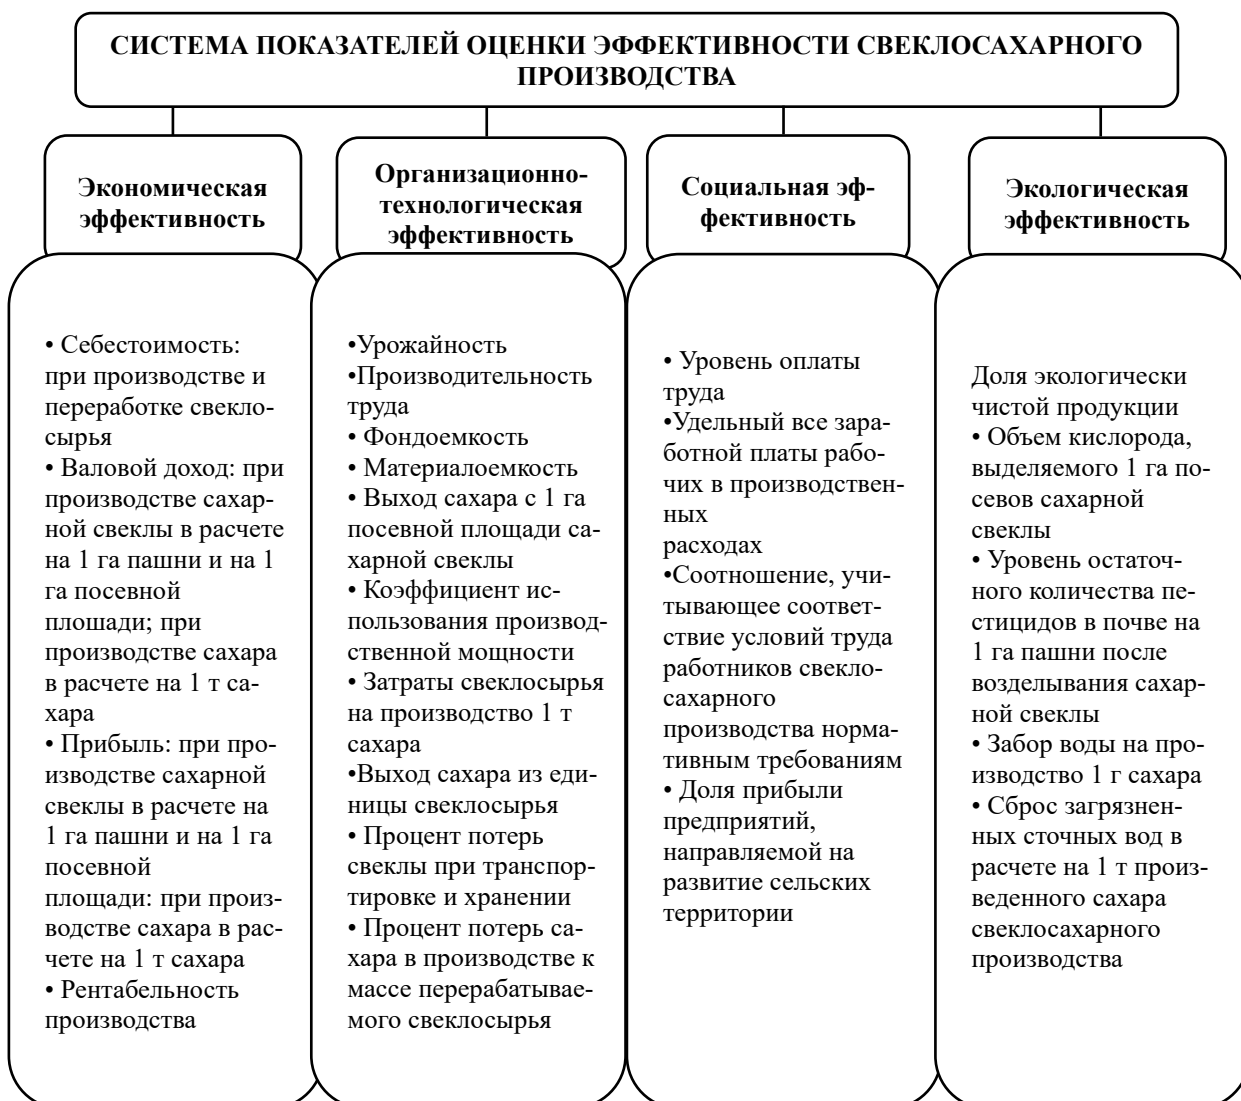 СИСТЕМА ПОКАЗАТЕЛЕЙ ОЦЕНКИ ЭФФЕКТИВНОСТИ СВЕКЛОСАХАРНОГО
ПРОИЗВОДСТВА
Экономическая
эффективность
• Себестоимость:
при производстве и
переработке свекло-
сырья
• Валовой доход: при
производстве сахар-
ной свеклы в расчете
на 1 га пашни и на 1
га посевной
плошади; при
производстве сахара
в расчете на 1 т са-
хара
• Прибыль: при про-
изводстве сахарной
свеклы в расчете на
1 га пашни и на 1 га
посевной
площади: при произ-
водстве сахара в рас-
чете на 1 т сахара
• Рентабельность
производства
Организационно-
технологическая
эффективность
•Урожайность
•Производительность
труда
• Фондоемкость
• Материалоемкость
• Выход сахара с 1 га
посевной площади са-
харной свеклы
• Коэффициент ис-
пользования производ-
ственной мощности
• Затраты свеклосырья
на производство 1 т
сахара
•Выход сахара из еди-
ницы свеклосырья
• Процент потерь
свеклы при транспор-
тировке и хранении
• Процент потерь са-
хара в производстве к
массе перерабатывае-
мого свеклосырья
Социальная эф-
фективность
• Уровень оплаты
труда
•Удельный все зара-
ботной платы рабо-
чих в производствен-
ных
расходах
•Соотношение, учи-
тывающее соответ-
ствие условий труда
работников свекло-
сахарного
производства норма-
тивным требованиям
• Доля прибыли
предприятий,
направляемой на
развитие сельских
территории
Экологическая
эффективность
Доля экологически
чистой продукции
• Объем кислорода,
выделяемого 1 га по-
севов сахарной
свеклы
• Уровень остаточ-
ного количества пе-
стицидов в почве на
1 га пашни после
возделывания сахар-
ной свеклы
• Забор воды на про-
изводство 1 г сахара
• Сброс загрязнен-
ных сточных вод в
расчете на 1 т произ-
веденного сахара
свеклосахарного
производства